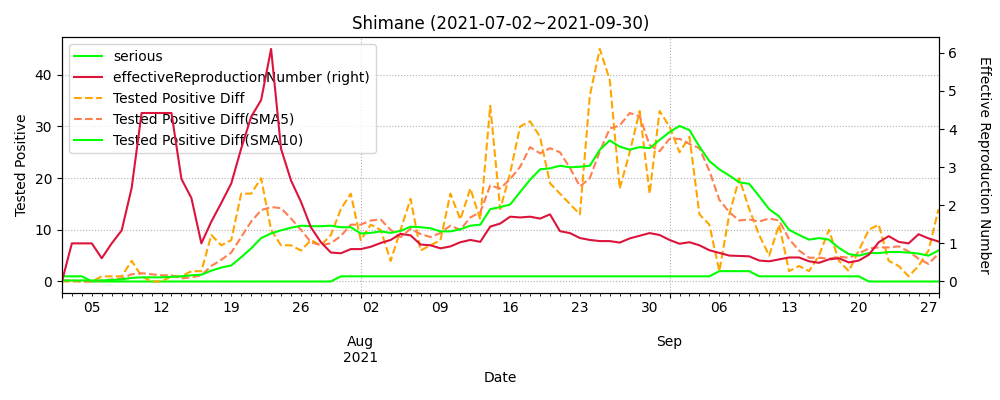 Shimane (2021-07-02~2021-09-30)
serious
effectiveReproductionNumber (right)
Tested Positive Diff
Tested Positive Diff(SMA5)
Tested Positive Diff(SMA10)
Tested Positive
40
30
20
10
0
Effective Reproduction Number
6
5
4
3
2
1
0
05 12 19 26 02 09 16 23 30 06 13 20 27
Aug Sep
2021
Date